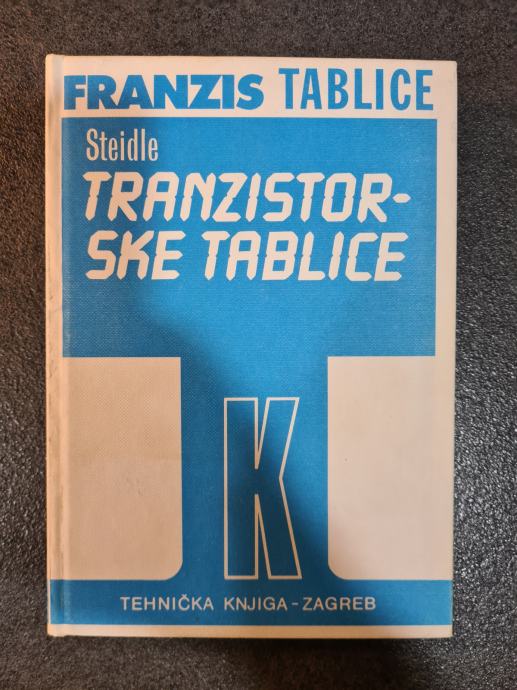 FRANZIS TABLICE
Steidle
TRANZISTOR-
SKE TABLICE
K
TEHNIČKA KNJIGA - ZAGREB